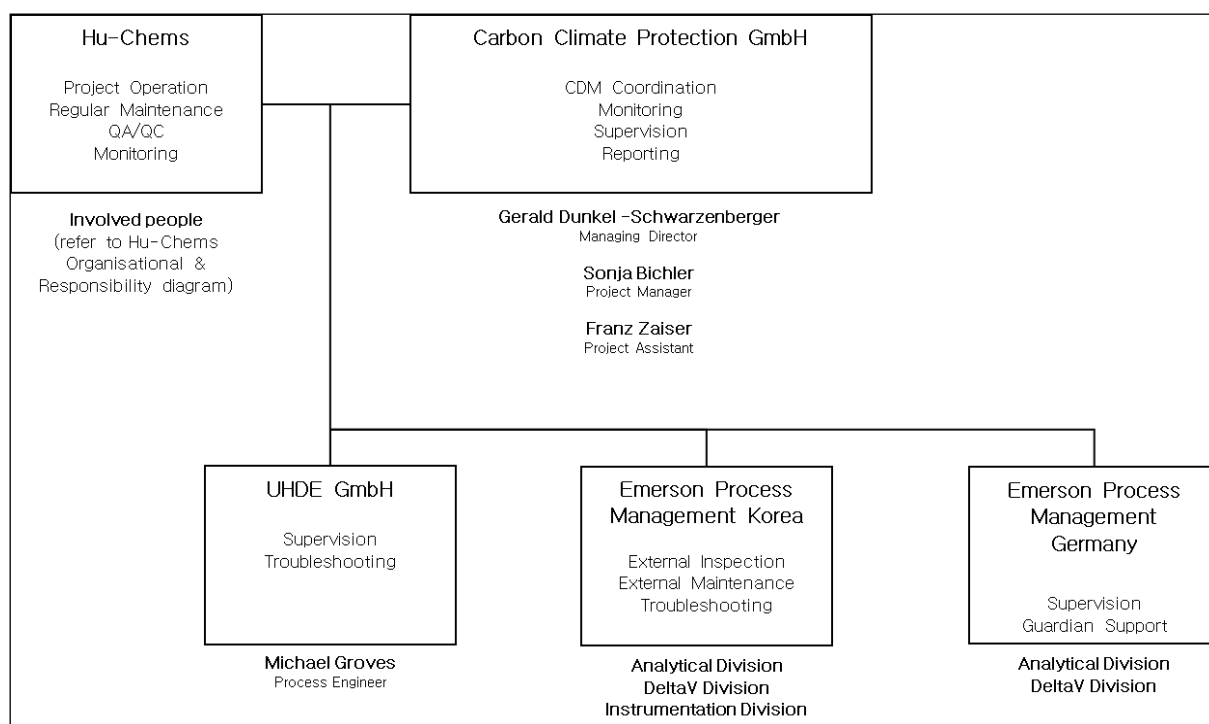 Hu-Chems
Project Operation
Regular Maintenance
QA/QC
Monitoring
Involved people
(refer to Hu-Chems
Organisational &
Responsibility diagram)
Carbon Climate Protection GmbH
CDM Coordination
Monitoring
Supervision
Reporting
Gerald Dunkel -Schwarzenberger
Managing Director
Sonja Bichler
Project Manager
Franz Zaiser
Project Assistant
UHDE GmbH
Supervision
Troubleshooting
Michael Groves
Process Engineer
Emerson Process
Management Korea
External Inspection
External Maintenance
Troubleshooting
Analytical Division
DeltaV Division
Instrumentation Division
Emerson Process
Management
Germany
Supervision
Guardian Support
Analytical Division
DeltaV Division